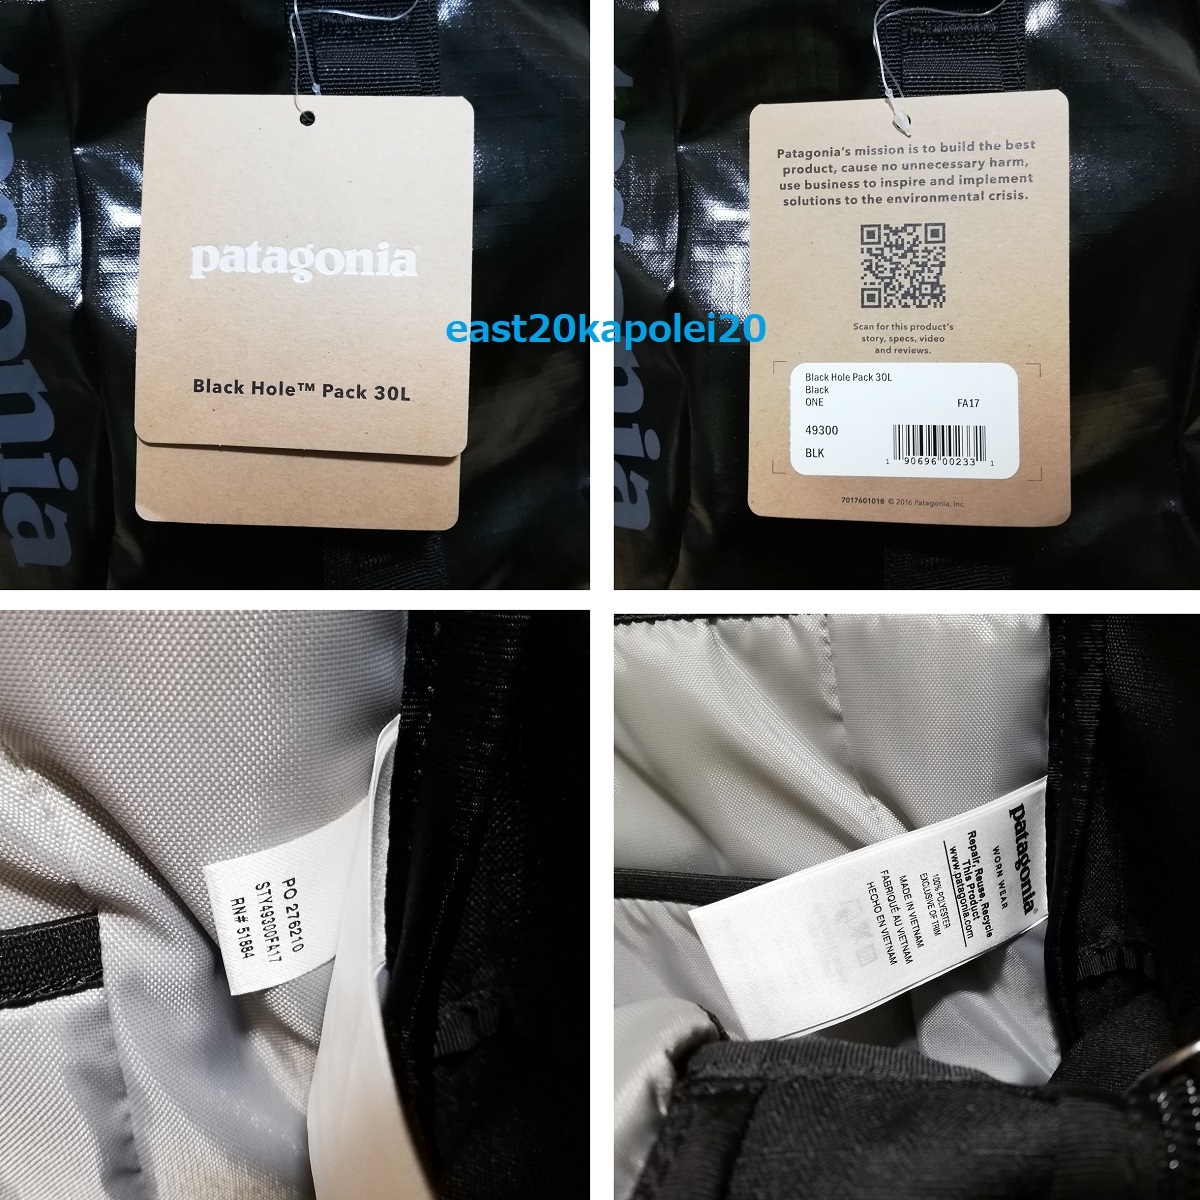 patagonia®
Black Hole™ Pack 30L
patagonia
Patagonia's mission is to build the best
product, cause no unnecessary harm,
use business to inspire and implement
solutions to the environmental crisis.
Scan for this product's
story, specs, video
and reviews.
Black Hole Pack 30L
Black
ONE FA17
49300
BLK
1 90696 00233 1
7017601018 © 2016 Patagonia, Inc.
east20kapolei20
PO 276210
STY49300FA17
RN# 51884
patagonia®
WORN WEAR
Repair, Reuse, Recycle
This Product
www.patagonia.com
100% POLYESTER
EXCLUSIVE OF TRIM
MADE IN VIETNAM
FABRIQUÉ AU VIETNAM
HECHO EN VIETNAM